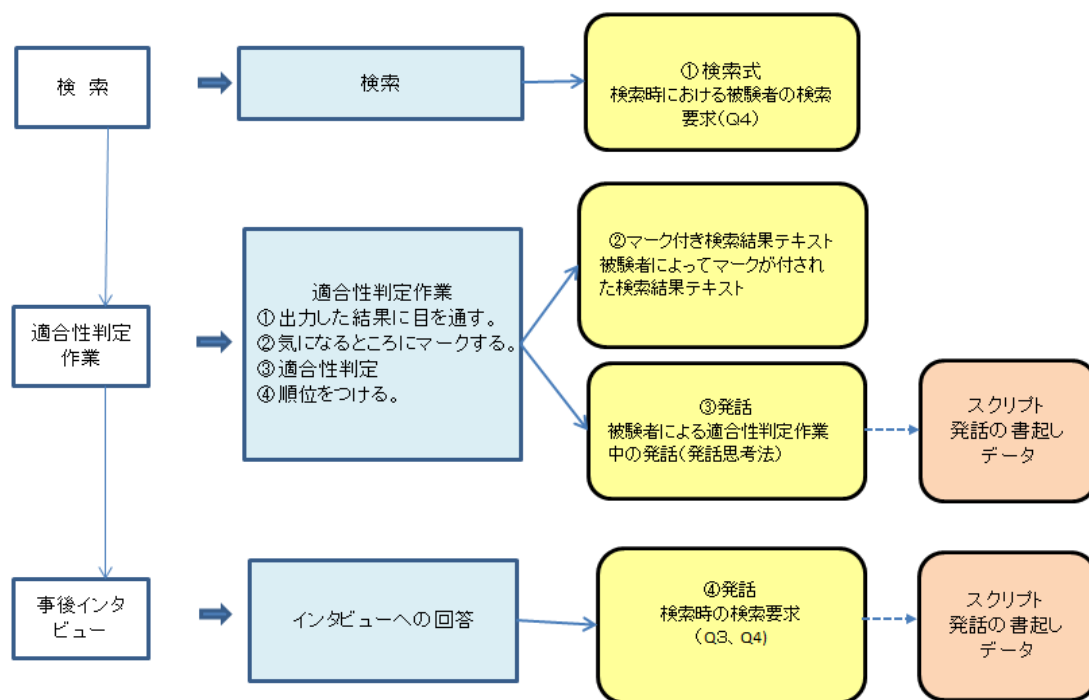 検 索
検索
①検索式
検索時における被験者の検索
要求(Q4)
適合性判定
作業
適合性判定作業
①出力した結果に目を通す。
②気になるところにマークする。
③適合性判定
④順位をつける。
②マーク付き検索結果テキスト
被験者によってマークが付され
た検索結果テキスト
③発話
被験者による適合性判定作業
中の発話(発話思考法)
スクリプト
発話の書起し
データ
事後インタ
ビュー
インタビューへの回答
④発話
検索時の検索要求
(Q3、Q4)
スクリプト
発話の書起し
データ